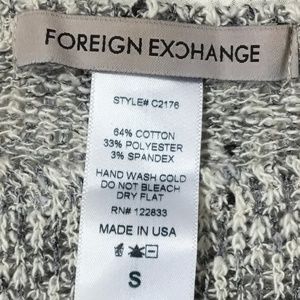 FOREIGN EXCHANGE
STYLE# C2176
64% COTTON
33% POLYESTER
3% SPANDEX
HAND WASH COLD
DO NOT BLEACH
DRY FLAT
RN# 122833
MADE IN USA
S